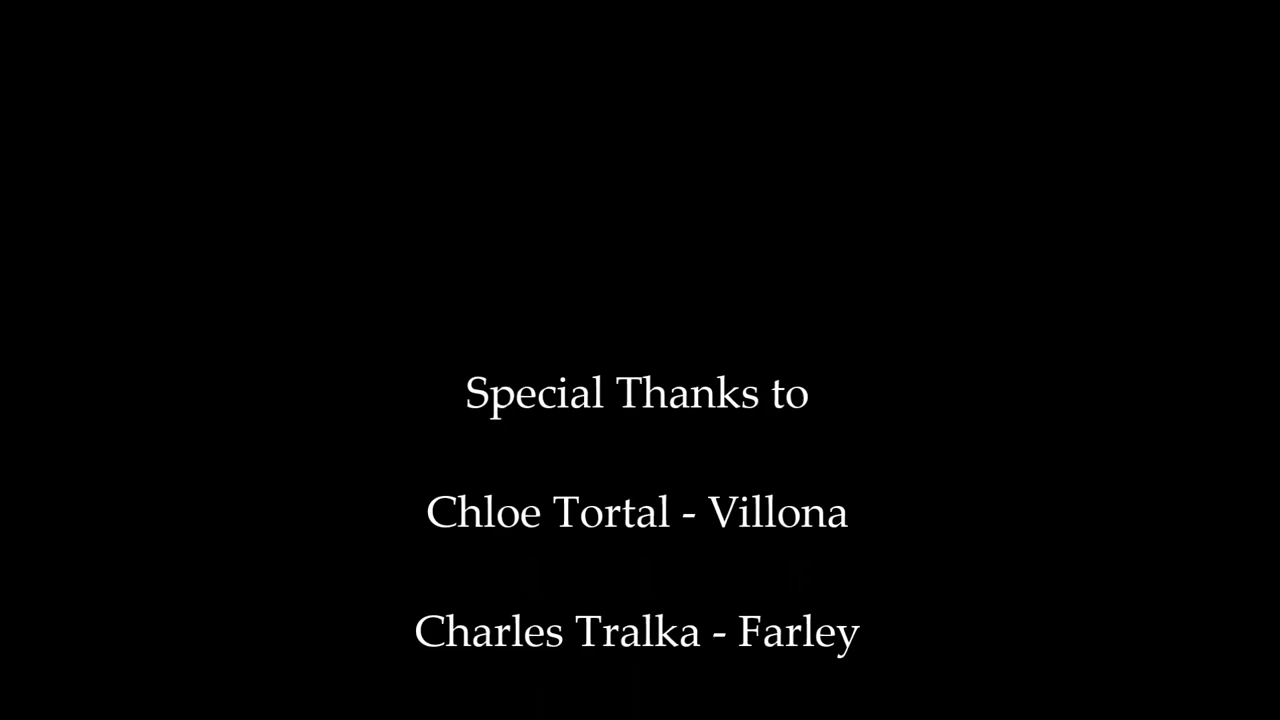 Special Thanks to
Chloe Tortal - Villona
Charles Tralka - Farley